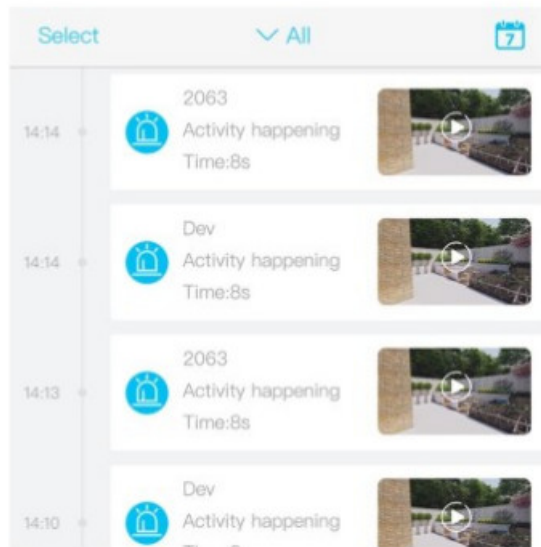 Select
All
7
14:14
2063
Activity happening
Time:8s
14:14
Dev
Activity happening
Time:8s
14:13
2063
Activity happening
Time:8s
14:10
Dev
Activity happening